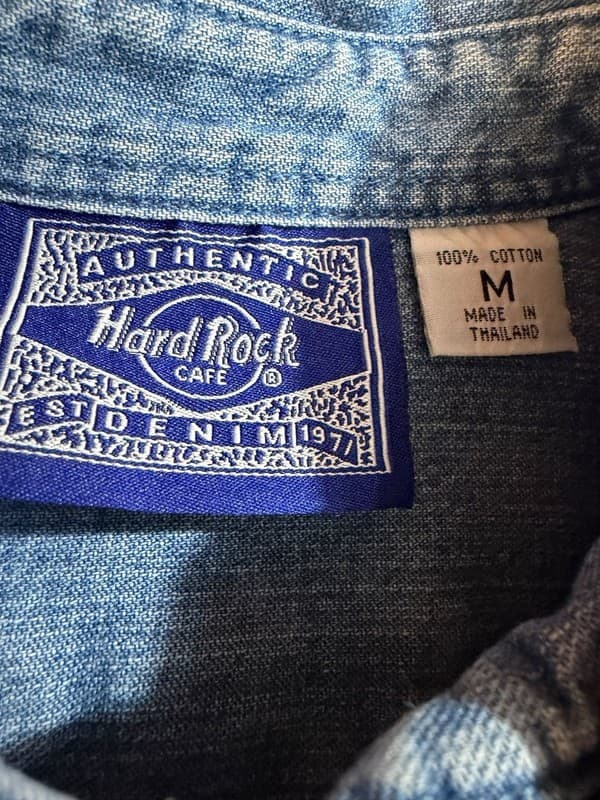 AUTHENTIC
Hard Rock
CAFE ®
EST DENIM 1971
100% COTTON
M
MADE IN
THAILAND